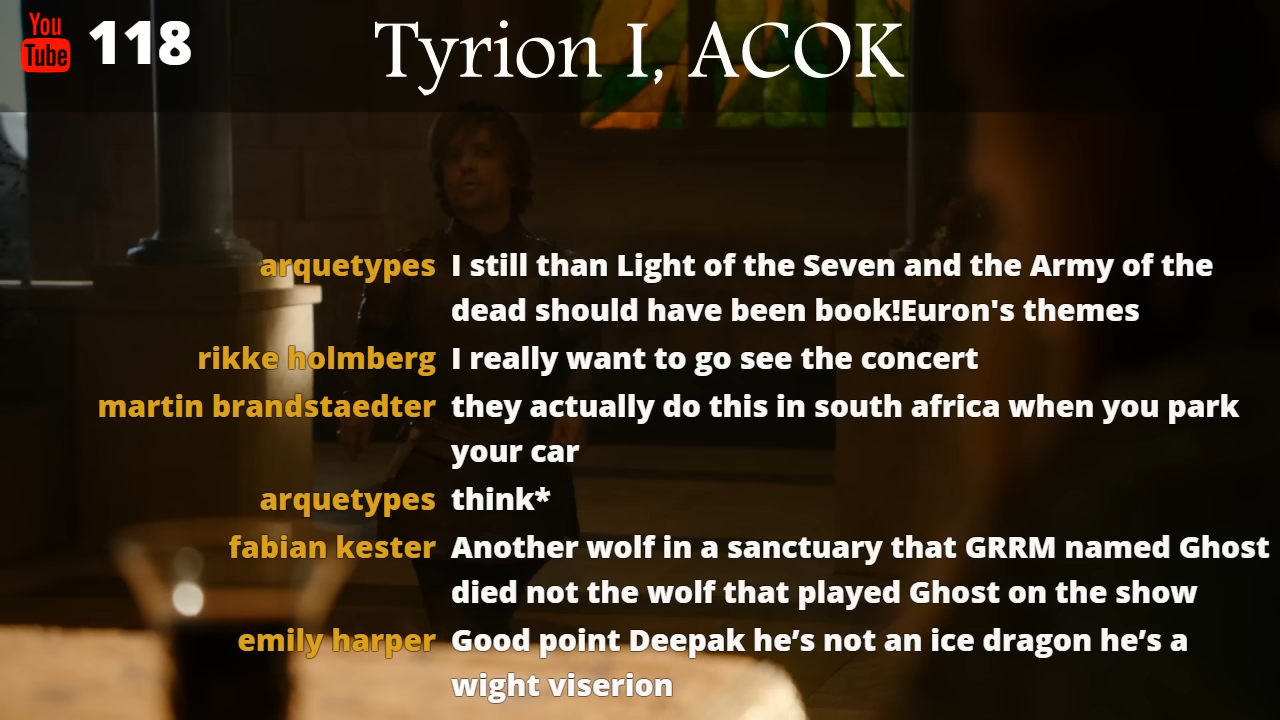 You
Tube
118
Tyrion I, ACOK
arquetypes I still than Light of the Seven and the Army of the
dead should have been book!Euron's themes
rikke holmberg I really want to go see the concert
martin brandstaedter they actually do this in south africa when you park
your car
arquetypes think*
fabian kester Another wolf in a sanctuary that GRRM named Ghost
died not the wolf that played Ghost on the show
emily harper Good point Deepak he’s not an ice dragon he’s a
wight viserion